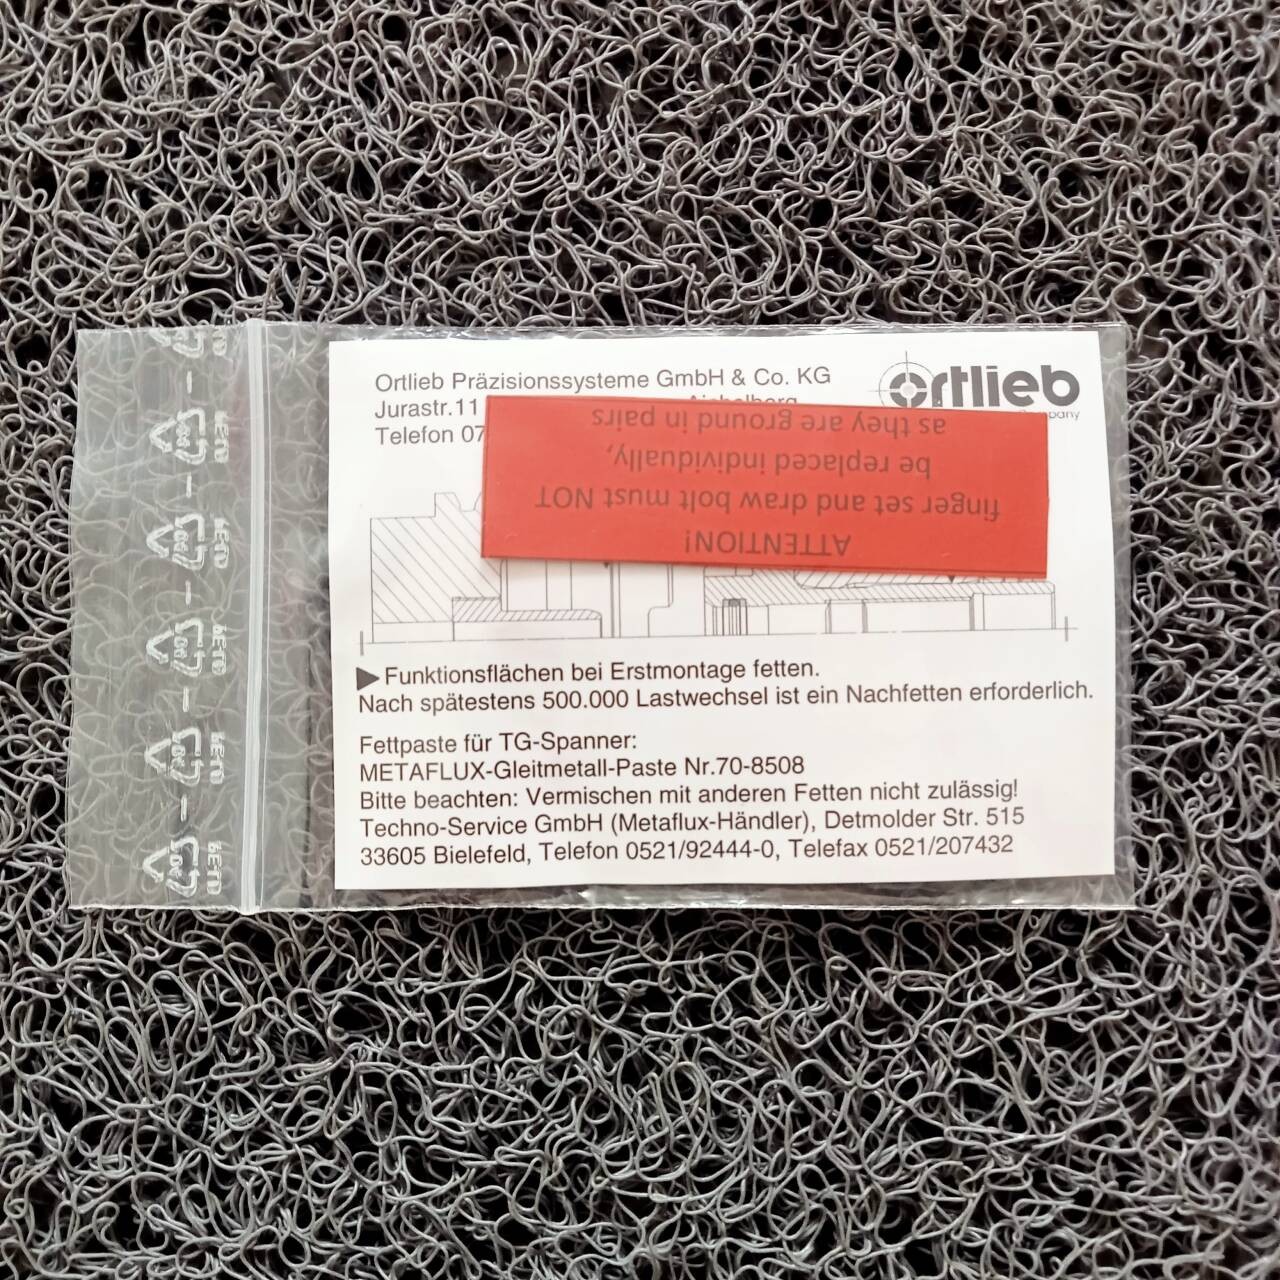 Ortlieb Präzisionssysteme GmbH & Co. KG
ortlieb
Jurastr.11
Telefon 07
ATTENTION!
finger set and draw bolt must NOT
be replaced individually,
as they are ground in pairs
Funktionsflächen bei Erstmontage fetten.
Nach spätestens 500.000 Lastwechsel ist ein Nachfetten erforderlich.
Fettpaste für TG-Spanner:
METAFLUX-Gleitmetall-Paste Nr.70-8508
Bitte beachten: Vermischen mit anderen Fetten nicht zulässig!
Techno-Service GmbH (Metaflux-Händler), Detmolder Str. 515
33605 Bielefeld, Telefon 0521/92444-0, Telefax 0521/207432